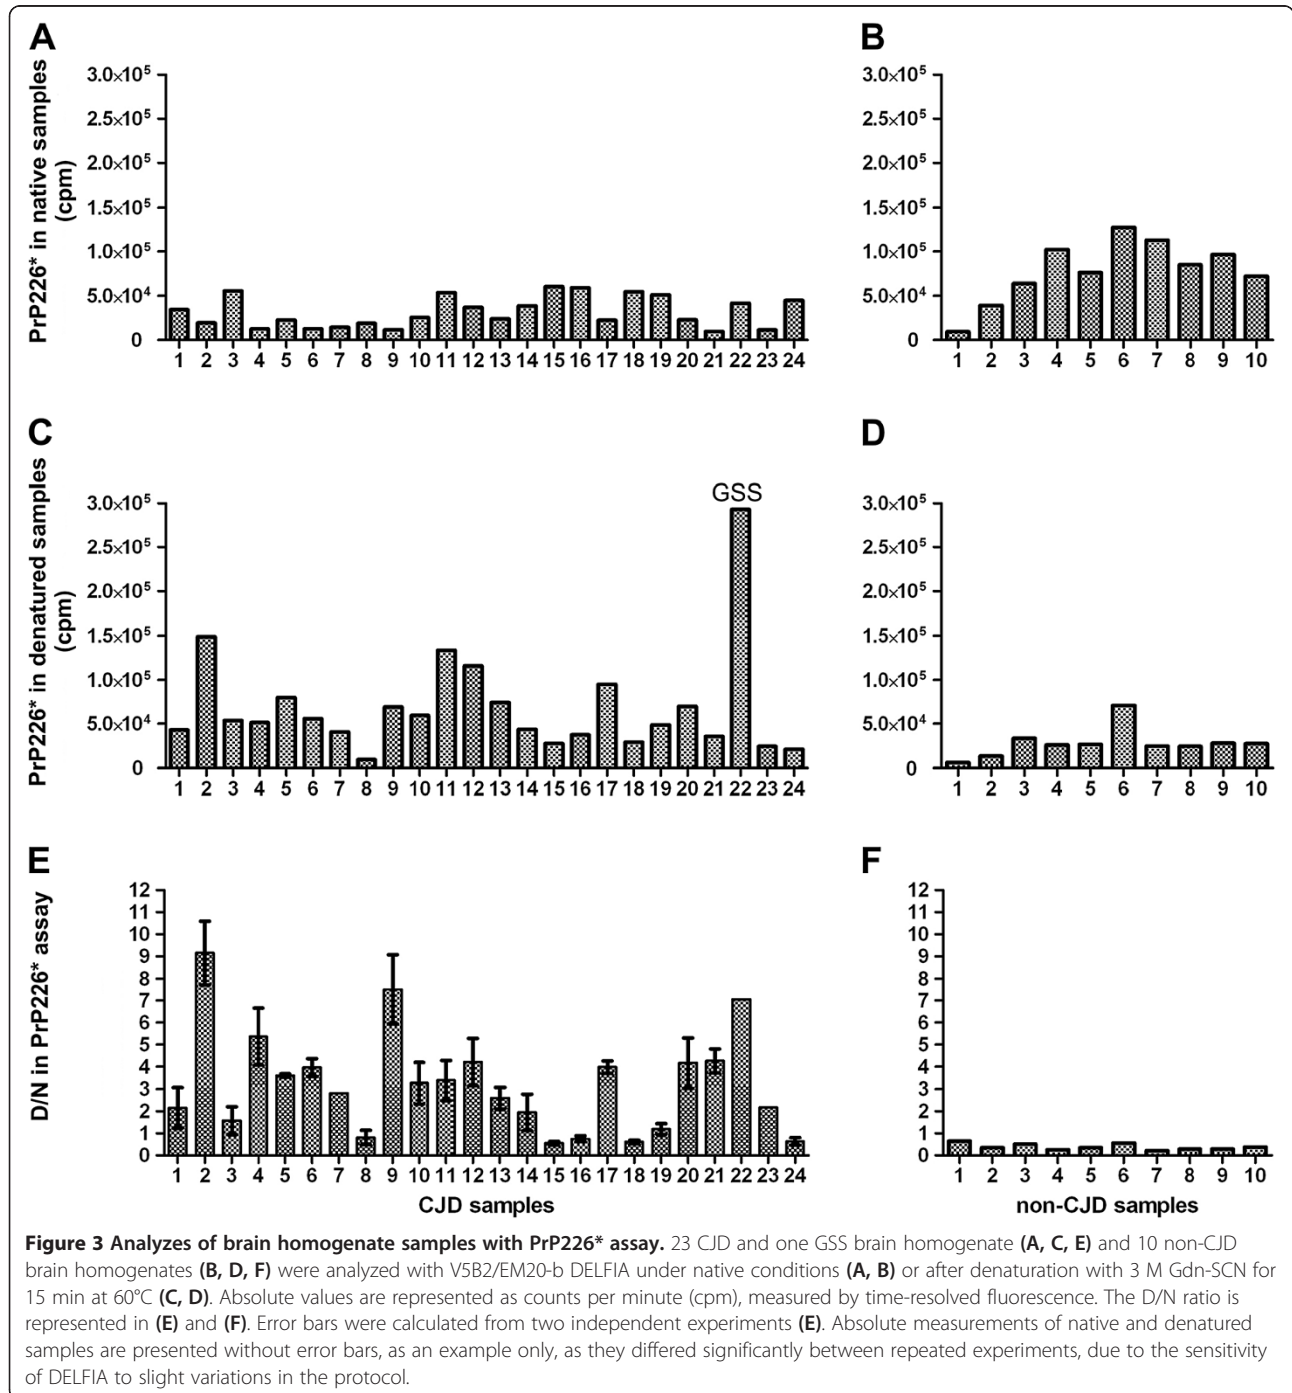 A
PrP226* in native samples
(cpm)
3.0×10⁵
2.5×10⁵
2.0×10⁵
1.5×10⁵
1.0×10⁵
5.0×10⁴
0
1 2 3 4 5 6 7 8 9 10 11 12 13 14 15 16 17 18 19 20 21 22 23 24
B
3.0×10⁵
2.5×10⁵
2.0×10⁵
1.5×10⁵
1.0×10⁵
5.0×10⁴
0
1 2 3 4 5 6 7 8 9 10
C
PrP226* in denatured samples
(cpm)
3.0×10⁵
2.5×10⁵
2.0×10⁵
1.5×10⁵
1.0×10⁵
5.0×10⁴
0
GSS
1 2 3 4 5 6 7 8 9 10 11 12 13 14 15 16 17 18 19 20 21 22 23 24
D
3.0×10⁵
2.5×10⁵
2.0×10⁵
1.5×10⁵
1.0×10⁵
5.0×10⁴
0
1 2 3 4 5 6 7 8 9 10
E
D/N in PrP226*
assay
12
11
10
9
8
7
6
5
4
3
2
1
0
1 2 3 4 5 6 7 8 9 10 11 12 13 14 15 16 17 18 19 20 21 22 23 24
CJD samples
F
12
11
10
9
8
7
6
5
4
3
2
1
0
1 2 3 4 5 6 7 8 9 10
non-CJD samples
Figure 3 Analyzes of brain homogenate samples with PrP226* assay. 23 CJD and one GSS brain homogenate (A, C, E) and 10 non-CJD
brain homogenates (B, D, F) were analyzed with V5B2/EM20-b DELFIA under native conditions (A, B) or after denaturation with 3 M Gdn-SCN for
15 min at 60°C (C, D). Absolute values are represented as counts per minute (cpm), measured by time-resolved fluorescence. The D/N ratio is
represented in (E) and (F). Error bars were calculated from two independent experiments (E). Absolute measurements of native and denatured
samples are presented without error bars, as an example only, as they differed significantly between repeated experiments, due to the sensitivity
of DELFIA to slight variations in the protocol.